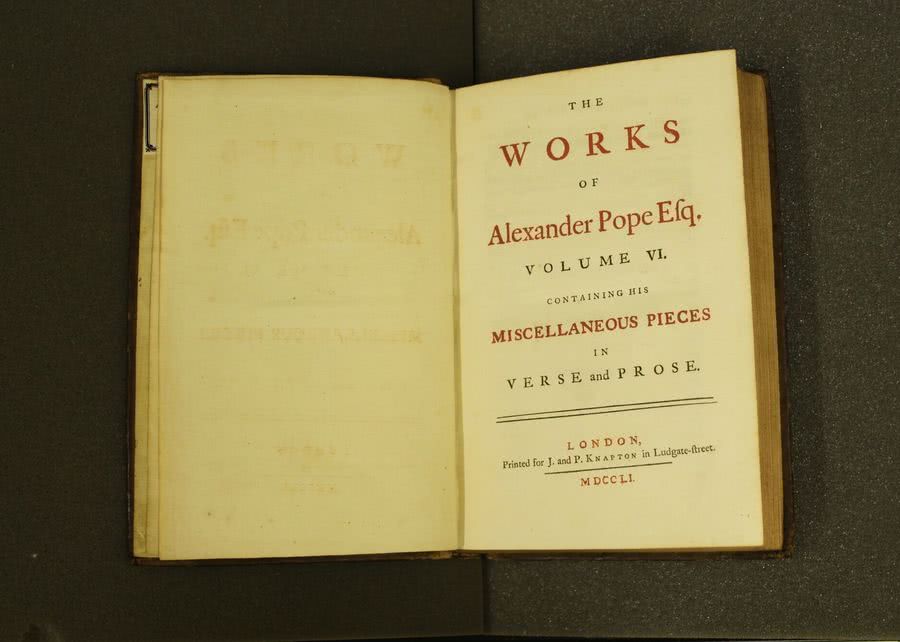 THE
WORKS
OF
Alexander Pope Eſq.
VOLUME VI.
CONTAINING HIS
MISCELLANEOUS PIECES
IN
VERSE and PROSE.
LONDON,
Printed for J. and P. KNAPTON in Ludgate-ſtreet.
MDCCLI.